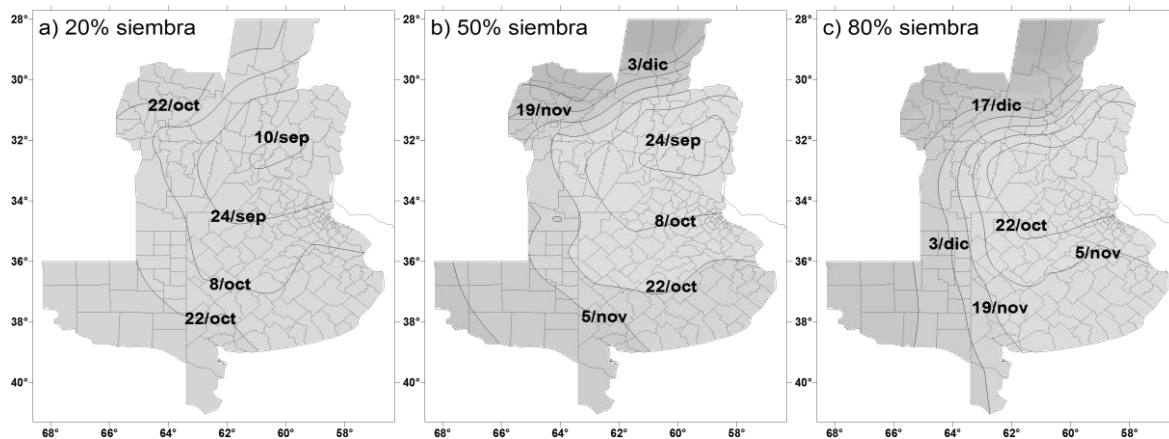 a) 20% siembra
b) 50% siembra
c) 80% siembra
28°
30°
32°
34°
36°
38°
40°
22/oct
10/sep
24/sep
8/oct
22/oct
68°
66°
64°
62°
60°
58°
28°
30°
32°
34°
36°
38°
40°
3/dic
19/nov
24/sep
8/oct
22/oct
5/nov
68°
66°
64°
62°
60°
58°
28°
30°
32°
34°
36°
38°
40°
17/dic
22/oct
3/dic
5/nov
19/nov
68°
66°
64°
62°
60°
58°